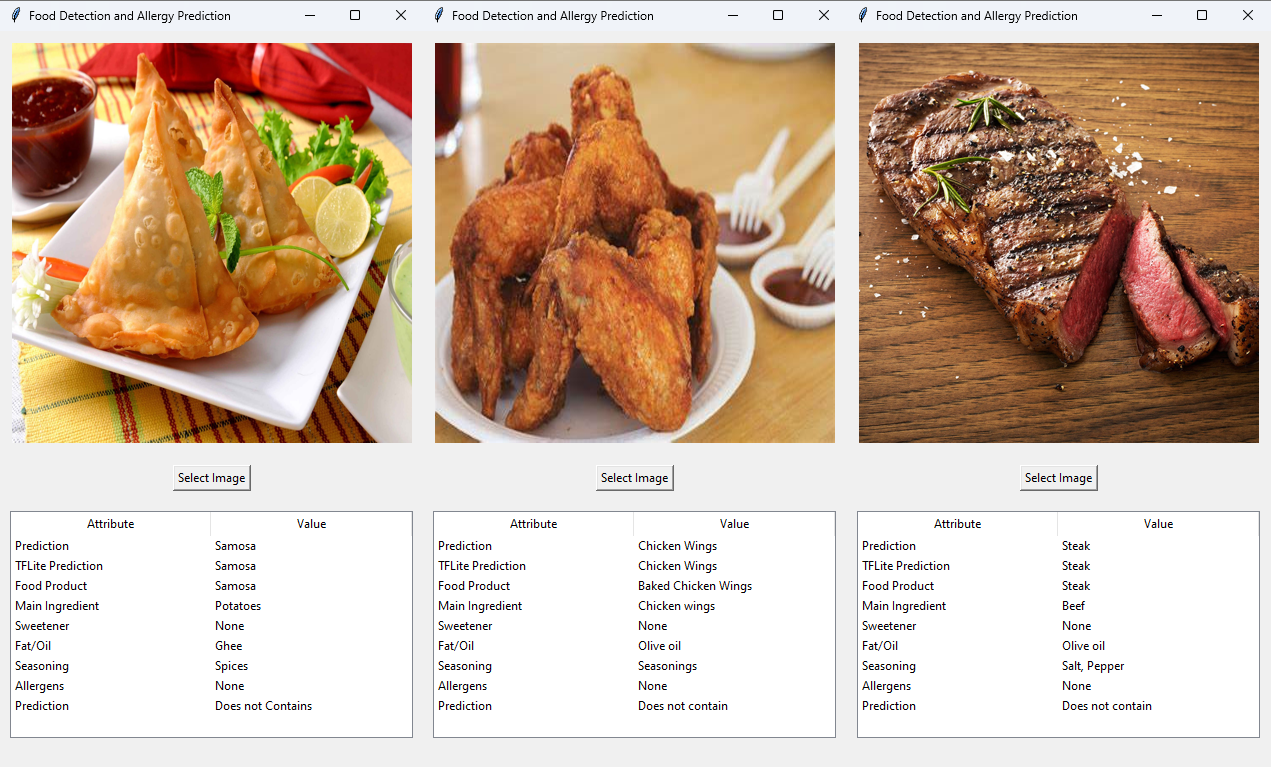 Food Detection and Allergy Prediction
Select Image
Attribute Value
Prediction Samosa
TFLite Prediction Samosa
Food Product Samosa
Main Ingredient Potatoes
Sweetener None
Fat/Oil Ghee
Seasoning Spices
Allergens None
Prediction Does not Contains
Food Detection and Allergy Prediction
Select Image
Attribute Value
Prediction Chicken Wings
TFLite Prediction Chicken Wings
Food Product Baked Chicken Wings
Main Ingredient Chicken wings
Sweetener None
Fat/Oil Olive oil
Seasoning Seasonings
Allergens None
Prediction Does not contain
Food Detection and Allergy Prediction
Select Image
Attribute Value
Prediction Steak
TFLite Prediction Steak
Food Product Steak
Main Ingredient Beef
Sweetener None
Fat/Oil Olive oil
Seasoning Salt, Pepper
Allergens None
Prediction Does not contain